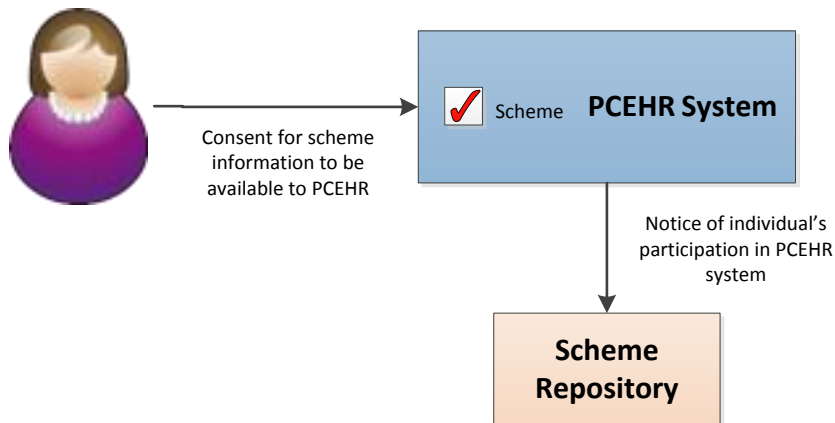 Scheme PCEHR System
Consent for scheme
information to be
available to PCEHR
Notice of individual's
participation in PCEHR
system
Scheme
Repository